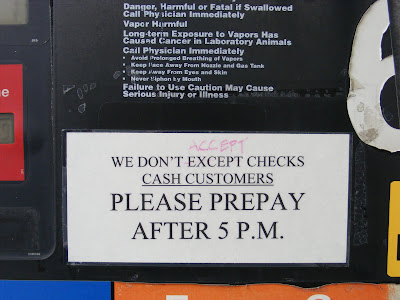 Danger, Harmful or Fatal if Swallowed
Call Physician Immediately
Vapor Harmful
Long-term Exposure to Vapors Has
Caused Cancer in Laboratory Animals
Call Physician Immediately
• Avoid Prolonged Breathing of Vapors
• Keep Face Away From Nozzle and Gas Tank
• Keep Away From Eyes and Skin
• Never Siphon by Mouth
Failure to Use Caution May Cause
Serious Injury or Illness
6
ACCEPT
WE DON'T EXCEPT CHECKS
CASH CUSTOMERS
PLEASE PREPAY
AFTER 5 P.M.